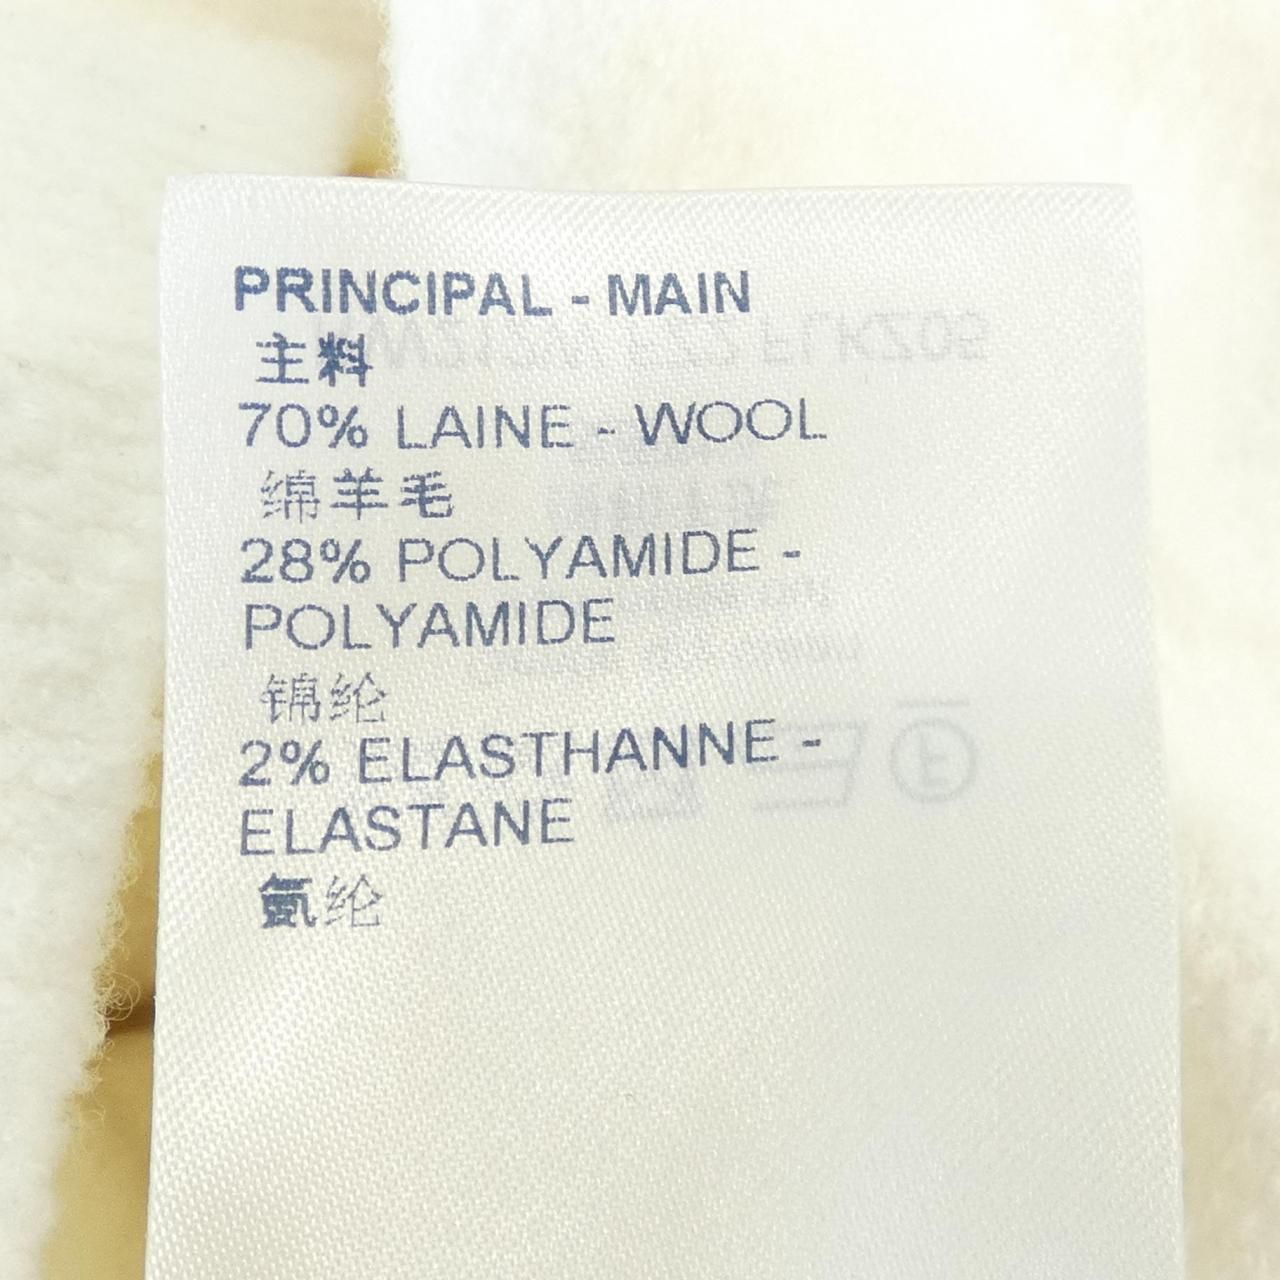 PRINCIPAL - MAIN
主料
70% LAINE - WOOL
绵羊毛
28% POLYAMIDE -
POLYAMIDE
锦纶
2% ELASTHANNE -
ELASTANE
氨纶